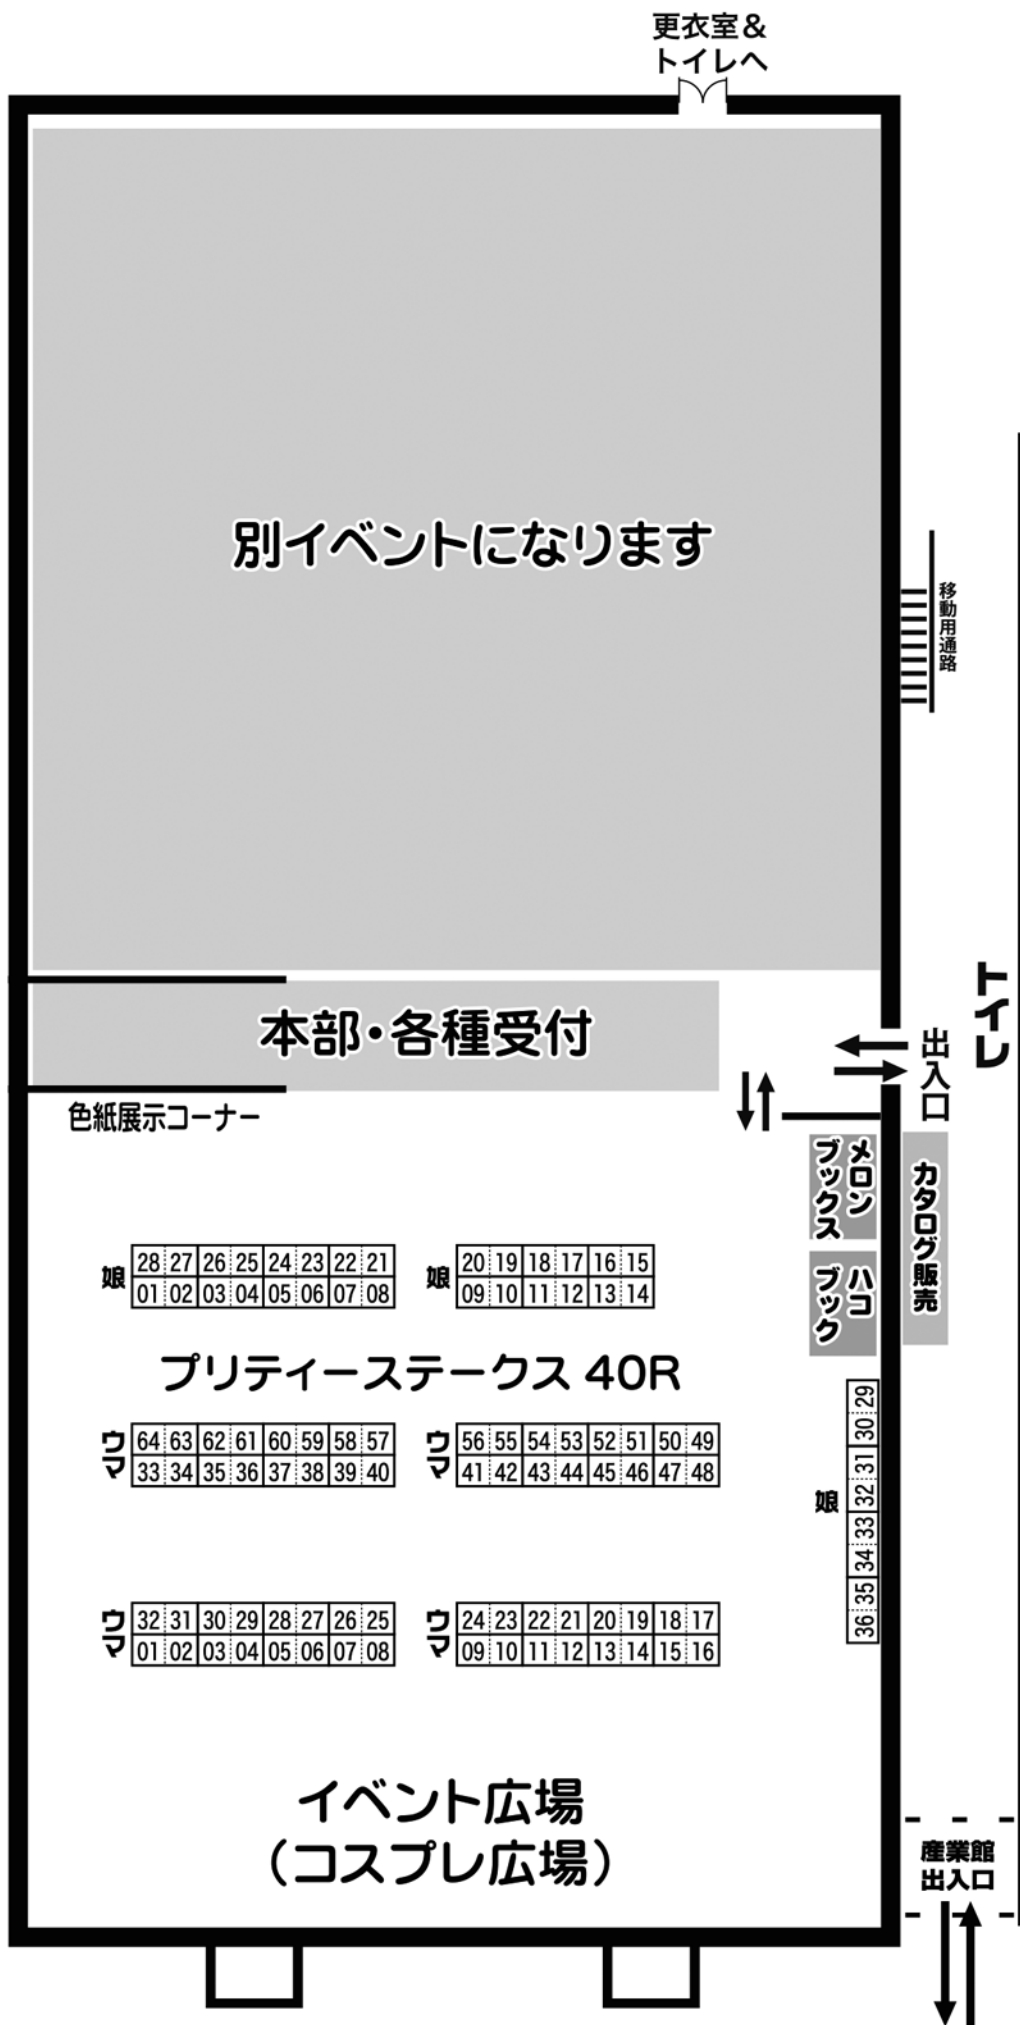 更衣室＆
トイレへ
別イベントになります
移動用通路
トイレ
本部・各種受付
出入口
色紙展示コーナー
メロン
ブックス
カタログ販売
ハコ
ブック
娘
28 27 26 25 24 23 22 21
01 02 03 04 05 06 07 08
娘
20 19 18 17 16 15
09 10 11 12 13 14
プリティーステークス 40R
ウマ
64 63 62 61 60 59 58 57
33 34 35 36 37 38 39 40
ウマ
56 55 54 53 52 51 50 49
41 42 43 44 45 46 47 48
娘
29
30
31
32
33
34
35
36
ウマ
32 31 30 29 28 27 26 25
01 02 03 04 05 06 07 08
ウマ
24 23 22 21 20 19 18 17
09 10 11 12 13 14 15 16
イベント広場
（コスプレ広場）
産業館
出入口